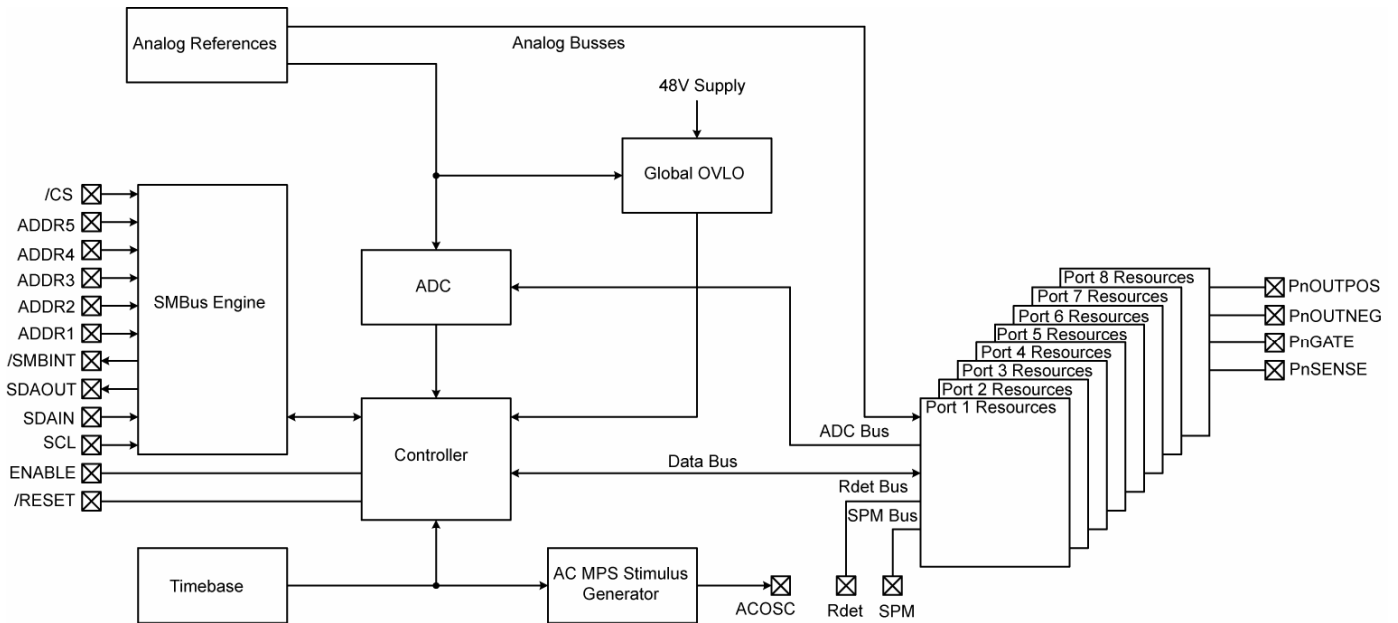 Analog References
Analog Busses
48V Supply
Global OVLO
/CS
ADDR5
ADDR4
ADDR3
ADDR2
ADDR1
/SMBINT
SDAOUT
SDAIN
SCL
ENABLE
/RESET
SMBus Engine
ADC
Controller
Timebase
AC MPS Stimulus
Generator
ACOSC
ADC Bus
Data Bus
Rdet Bus
SPM Bus
Rdet
SPM
Port 8 Resources
Port 7 Resources
Port 6 Resources
Port 5 Resources
Port 4 Resources
Port 3 Resources
Port 2 Resources
Port 1 Resources
PnOUTPOS
PnOUTNEG
PnGATE
PnSENSE